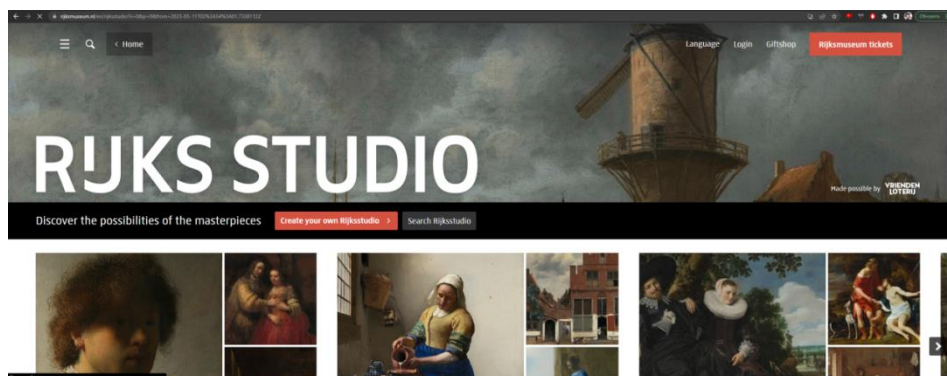 Home
Language Login Giftshop Rijksmuseum tickets
RIJKS STUDIO
Made possible by VRIENDEN LOTERIJ
Discover the possibilities of the masterpieces Create your own Rijksstudio Search Rijksstudio